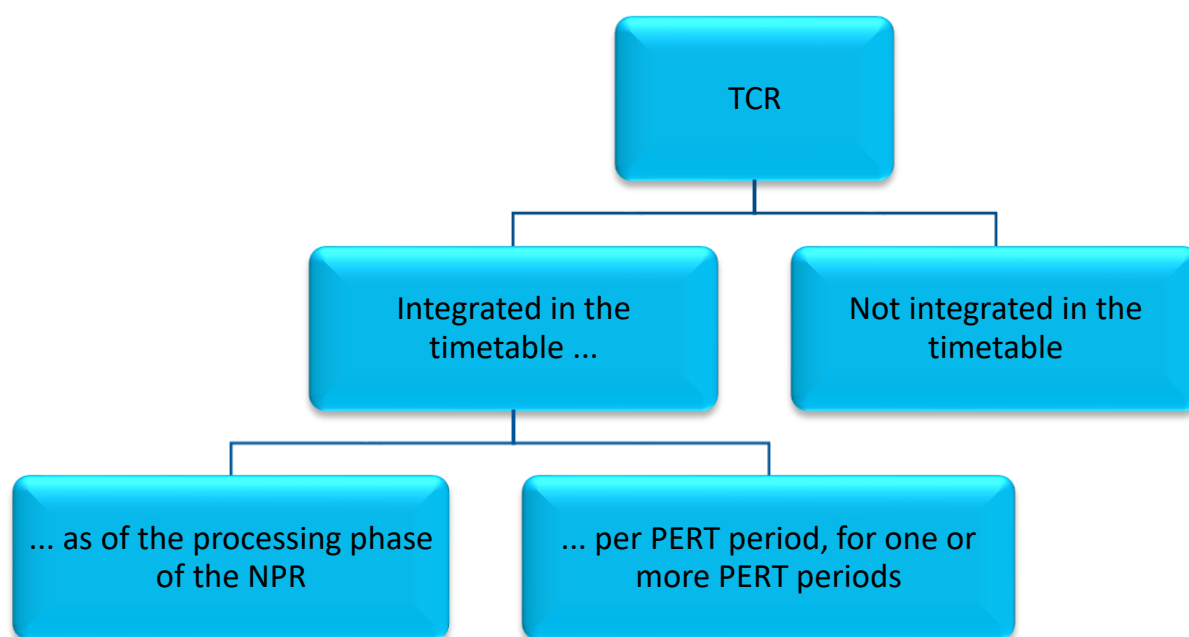 TCR
Integrated in the
timetable ...
Not integrated in the
timetable
... as of the processing phase
of the NPR
... per PERT period, for one or
more PERT periods